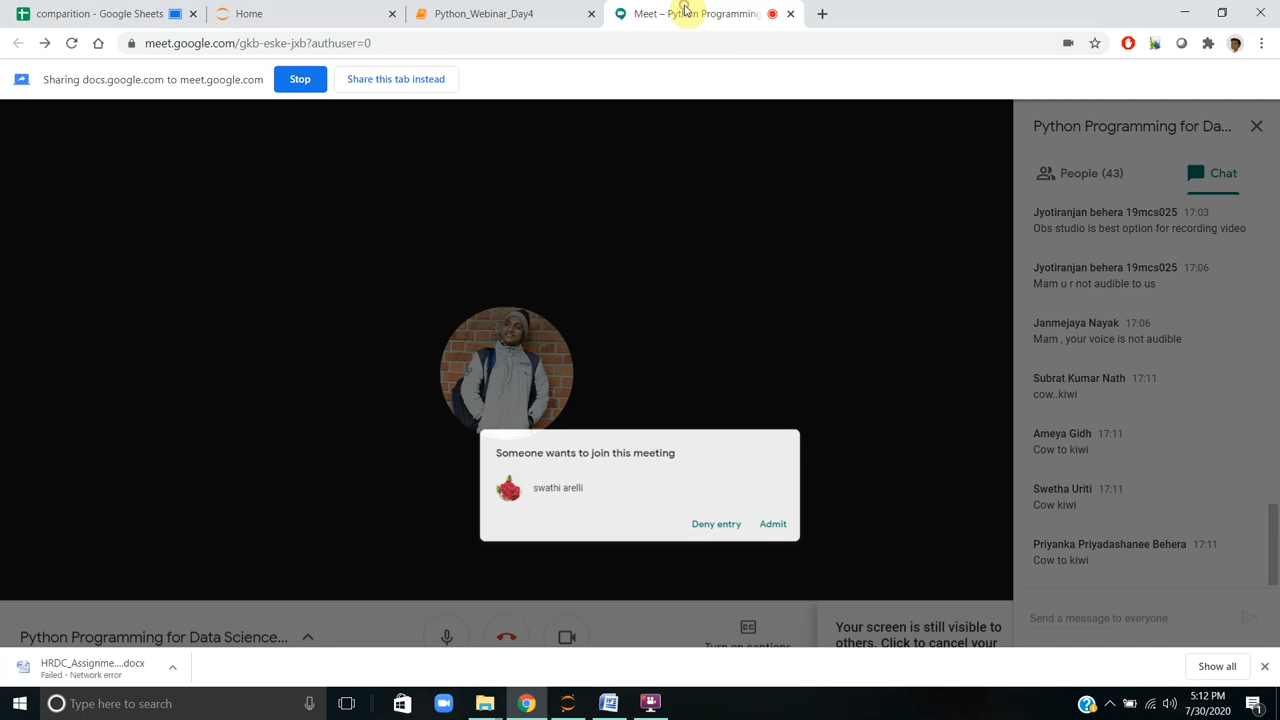 comparition - Google Sheets
Home
Python_Webinar_Day4
Meet – Python Programming
meet.google.com/gkb-eske-jxb?authuser=0
Sharing docs.google.com to meet.google.com
Stop
Share this tab instead
Python Programming for Da...
People (43)
Chat
Jyotiranjan behera 19mcs025 17:03
Obs studio is best option for recording video
Jyotiranjan behera 19mcs025 17:06
Mam u r not audible to us
Janmejaya Nayak 17:06
Mam , your voice is not audible
Subrat Kumar Nath 17:11
cow..kiwi
Ameya Gidh 17:11
Cow to kiwi
Swetha Uriti 17:11
Cow kiwi
Priyanka Priyadashanee Behera 17:11
Cow to kiwi
Send a message to everyone
Someone wants to join this meeting
swathi arelli
Deny entry
Admit
Python Programming for Data Science...
CC
Turn on captions
Your screen is still visible to
others. Click to cancel your
HRDC_Assignme....docx
Failed - Network error
Show all
Type here to search
5:12 PM
7/30/2020